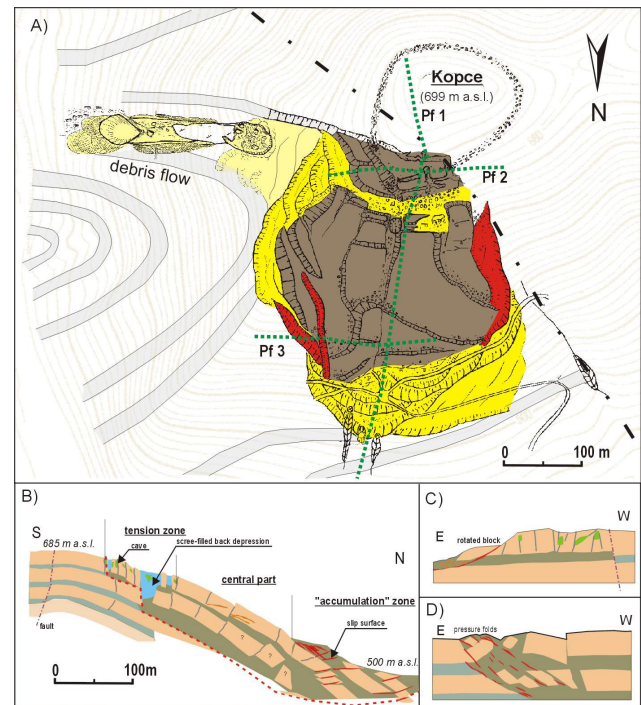 A)
Kopce
(699 m a.s.l.)
Pf 1
N
Pf 2
debris flow
Pf 3
0 100 m
B)
S
685 m a.s.l.
tension zone
cave
scree-filled back depression
N
central part
"accumulation" zone
slip surface
fault
500 m a.s.l.
0 100m
C)
W
E
rotated block
D)
E
pressure folds
W
? ? ?